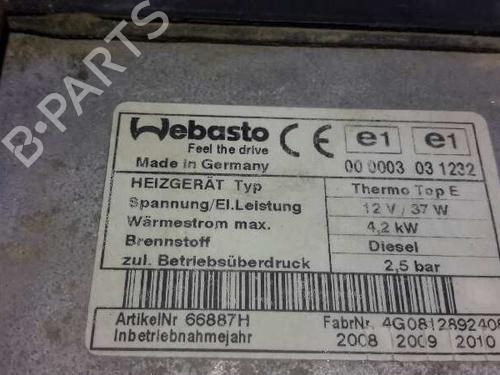 B-PARTS
Webasto
Feel the drive
Made in Germany
e1 e1
00 0003 03 1232
HEIZGERÄT Typ Thermo Top E
Spannung/El.Leistung 12 V / 37 W
Wärmestrom max. 4,2 kW
Brennstoff Diesel
zul. Betriebsüberdruck 2,5 bar
ArtikelNr 66887H FabrNr. 4G0812892408
Inbetriebnahmejahr 2008 2009 2010